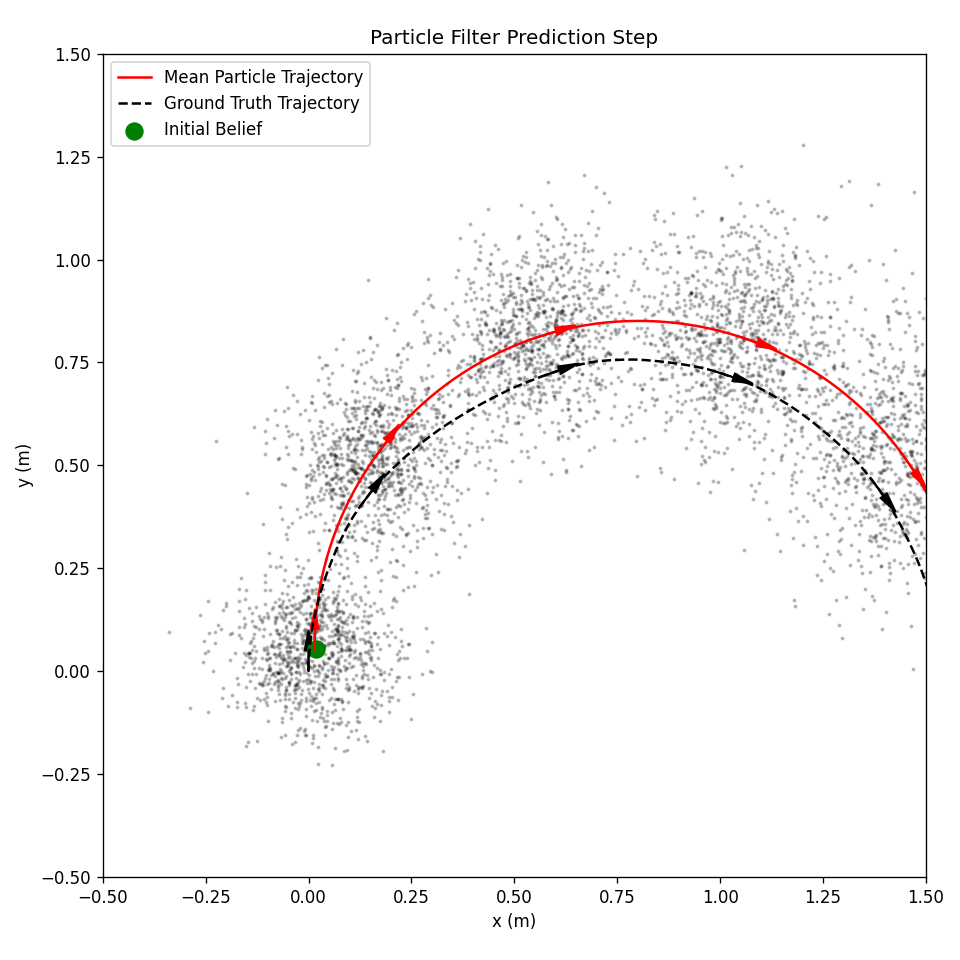 Particle Filter Prediction Step
Mean Particle Trajectory
Ground Truth Trajectory
Initial Belief
y (m)
1.50
1.25
1.00
0.75
0.50
0.25
0.00
−0.25
−0.50
−0.50 −0.25 0.00 0.25 0.50 0.75 1.00 1.25 1.50
x (m)